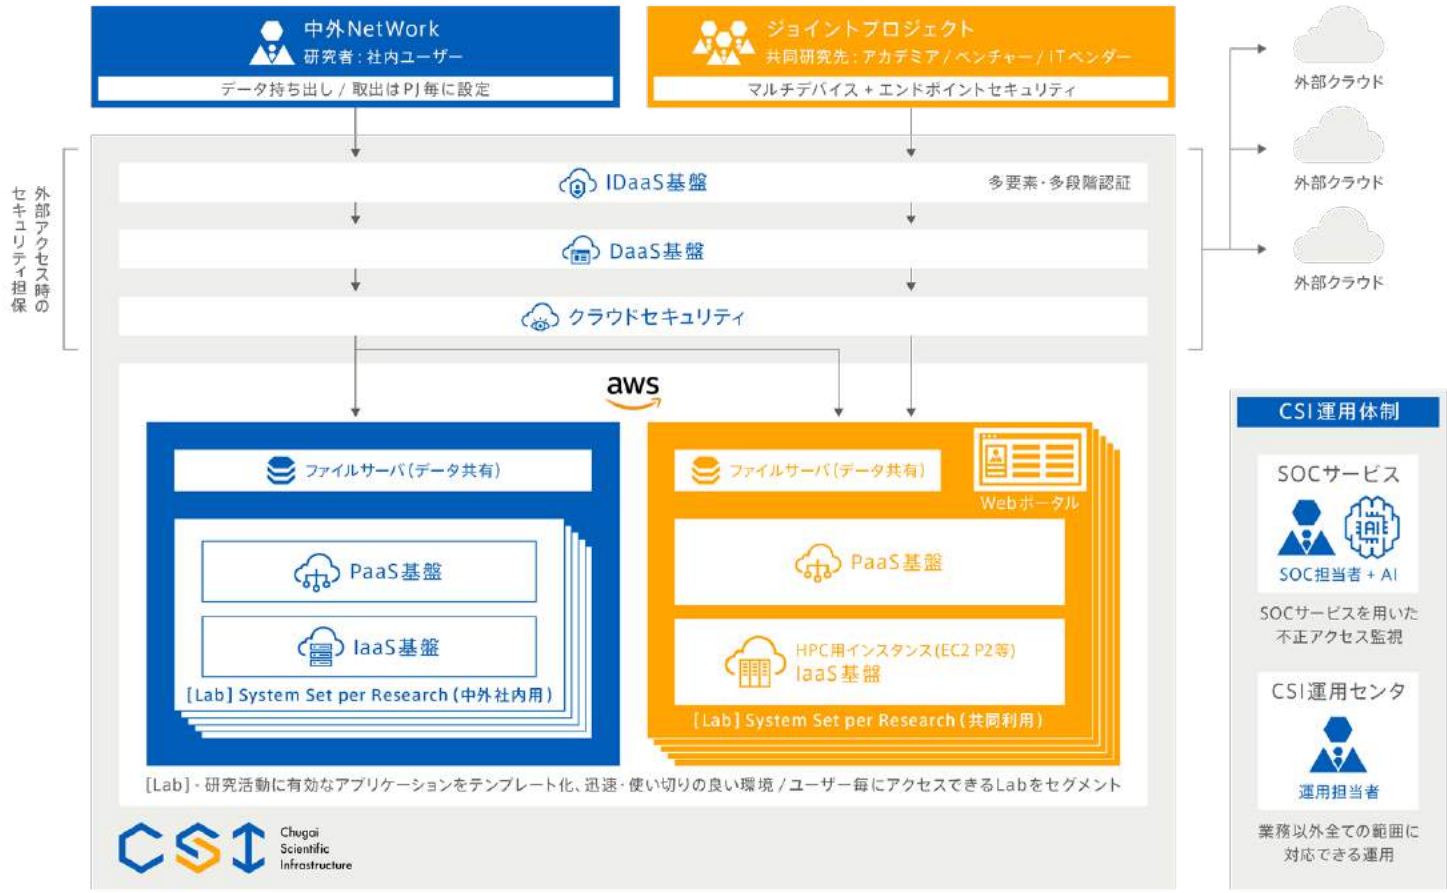 中外NetWork
研究者：社内ユーザー
データ持ち出し / 取出はPJ毎に設定
ジョイントプロジェクト
共同研究先：アカデミア / ベンチャー / ITベンダー
マルチデバイス + エンドポイントセキュリティ
外部クラウド
外部クラウド
外部クラウド
外部アクセス時の
セキュリティ担保
IDaaS基盤
多要素・多段階認証
DaaS基盤
クラウドセキュリティ
aws
ファイルサーバ（データ共有）
PaaS基盤
IaaS基盤
[Lab] System Set per Research（中外社内用）
ファイルサーバ（データ共有）
Webポータル
PaaS基盤
HPC用インスタンス(EC2 P2等)
IaaS基盤
[Lab] System Set per Research（共同利用）
[Lab]・研究活動に有効なアプリケーションをテンプレート化、迅速・使い切りの良い環境 / ユーザー毎にアクセスできるLabをセグメント
CSI
Chugai
Scientific
Infrastructure
CSI運用体制
SOCサービス
AI
SOC担当者 + AI
SOCサービスを用いた
不正アクセス監視
CSI運用センタ
運用担当者
業務以外全ての範囲に
対応できる運用